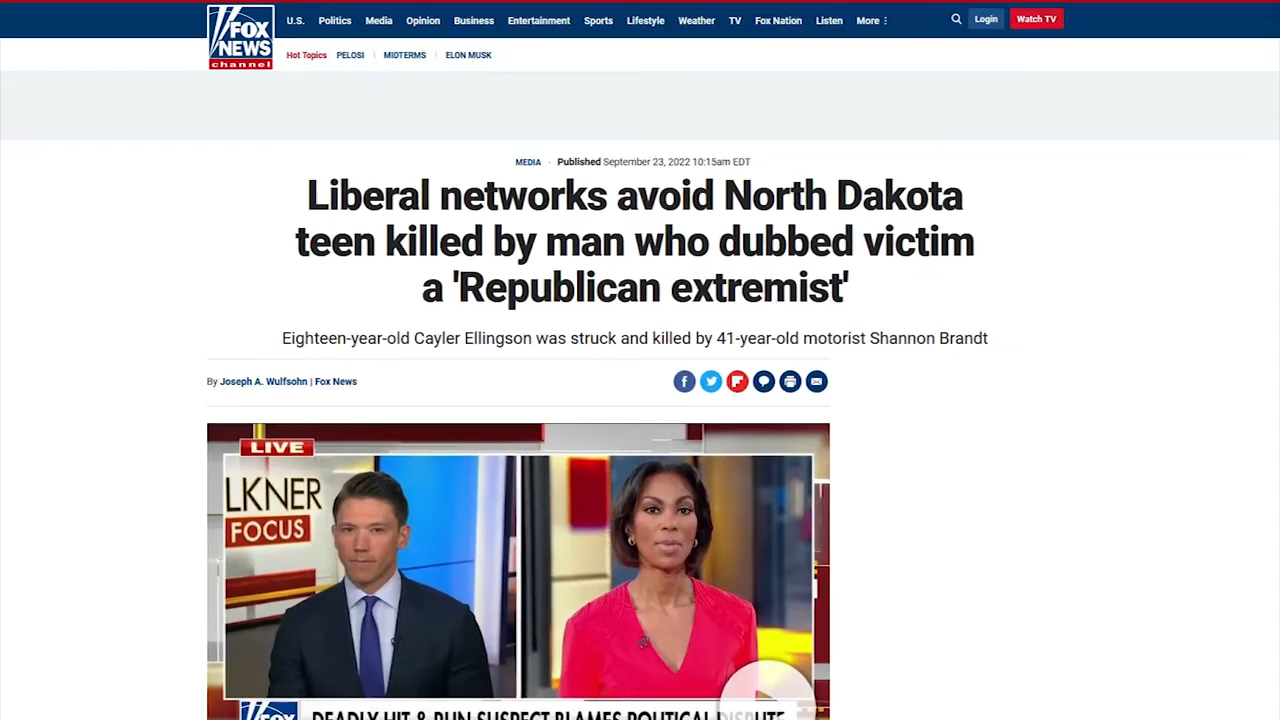 FOX
NEWS
channel
U.S. Politics Media Opinion Business Entertainment Sports Lifestyle Weather TV Fox Nation Listen More
Login
Watch TV
Hot Topics PELOSI MIDTERMS ELON MUSK
MEDIA · Published September 23, 2022 10:15am EDT
Liberal networks avoid North Dakota
teen killed by man who dubbed victim
a 'Republican extremist'
Eighteen-year-old Cayler Ellingson was struck and killed by 41-year-old motorist Shannon Brandt
By Joseph A. Wulfsohn | Fox News
LIVE
LKNER
FOCUS
FOX
DEADLY HIT & RUN SUSPECT BLAMES POLITICAL DISPUTE